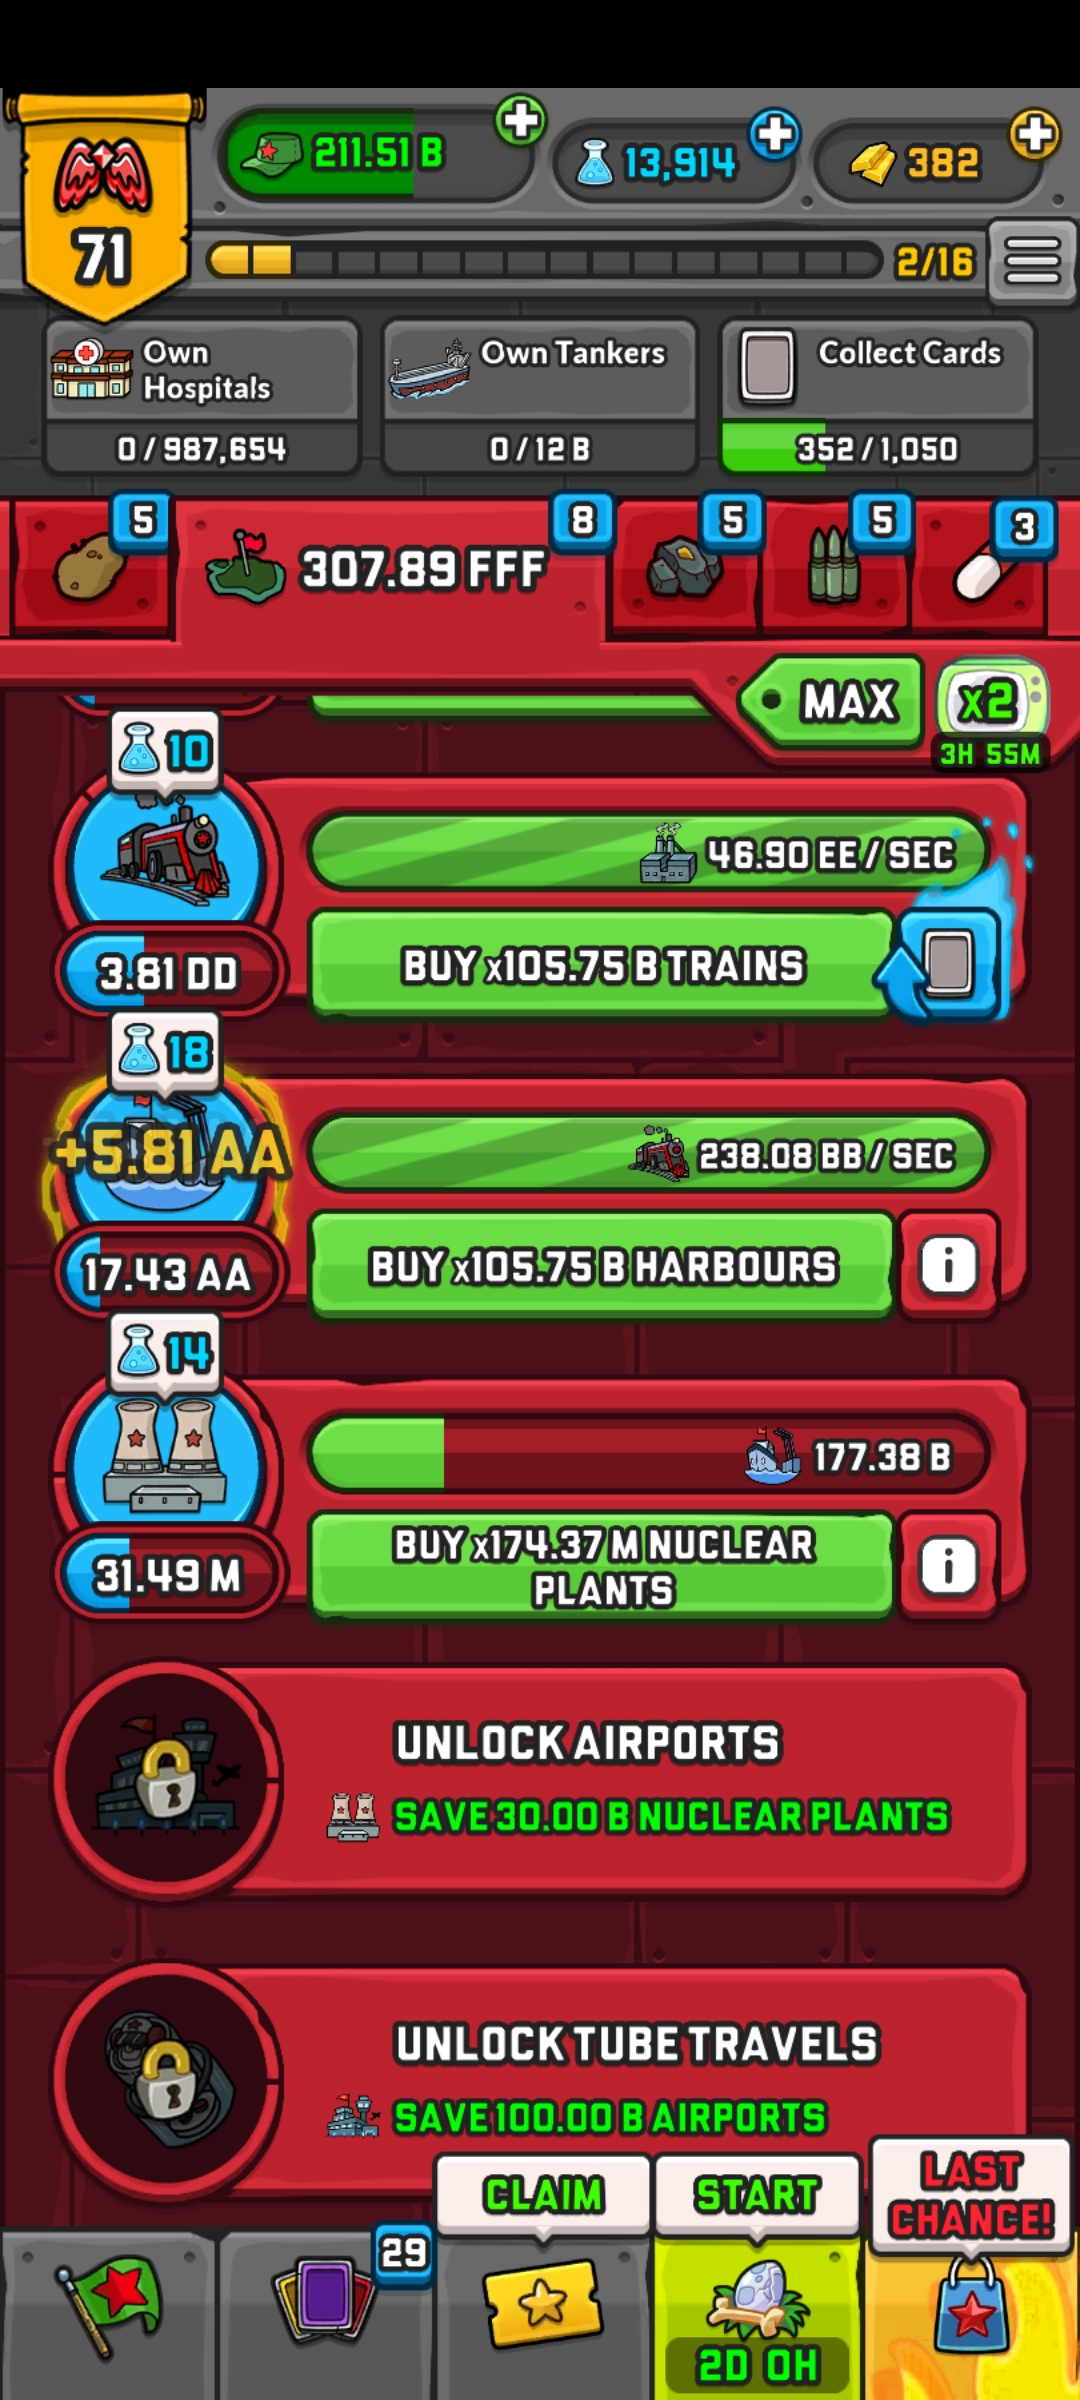 211.51 B
13,914
382
71
2/16
Own
Hospitals
0/987,654
Own Tankers
0/12 B
Collect Cards
352/1,050
5
307.89 FFF
8
5
5
3
MAX
x2
3H 55M
10
46.90 EE/SEC
3.81 DD
BUY x105.75 B TRAINS
18
+5.81 AA
238.08 BB/SEC
17.43 AA
BUY x105.75 B HARBOURS
i
14
177.38 B
31.49 M
BUY x174.37 M NUCLEAR
PLANTS
i
UNLOCK AIRPORTS
SAVE 30.00 B NUCLEAR PLANTS
UNLOCK TUBE TRAVELS
SAVE 100.00 B AIRPORTS
CLAIM
START
LAST
CHANCE!
29
2D 0H